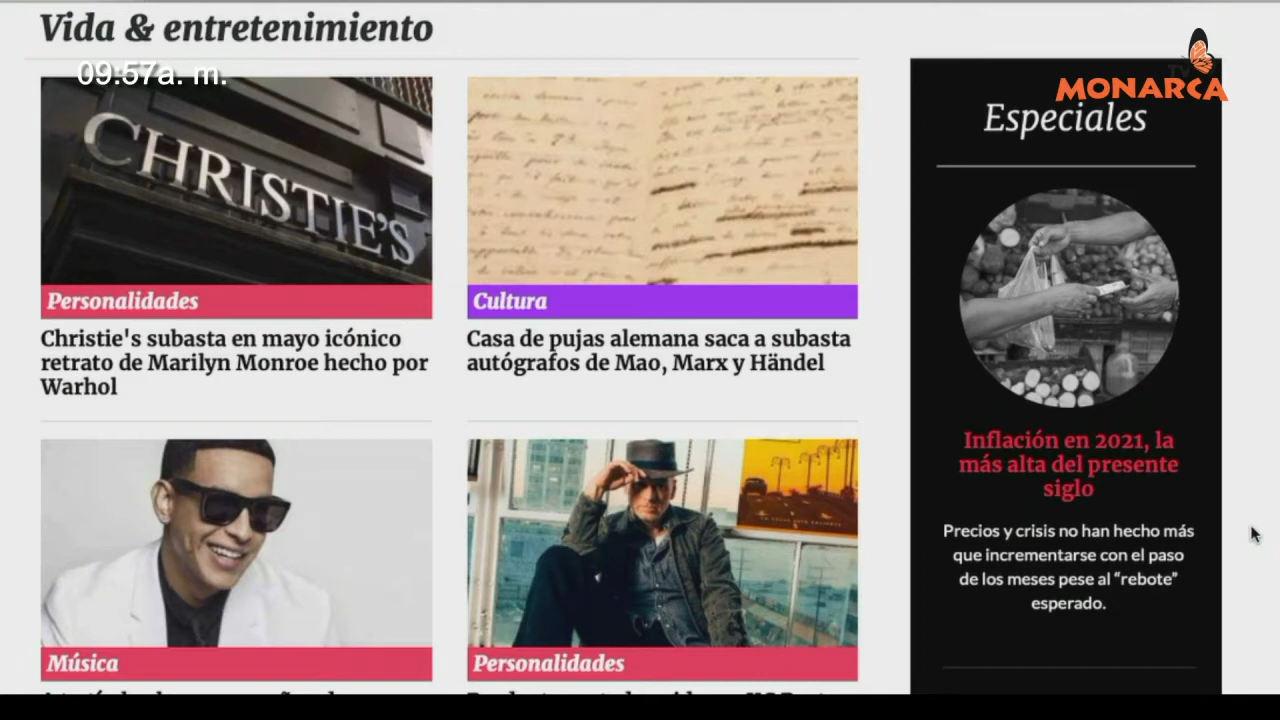 Vida & entretenimiento
09:57a. m.
TV
MONARCA
CHRISTIE'S
Personalidades
Christie's subasta en mayo icónico
retrato de Marilyn Monroe hecho por
Warhol
Cultura
Casa de pujas alemana saca a subasta
autógrafos de Mao, Marx y Händel
Música
Personalidades
Especiales
Inflación en 2021, la
más alta del presente
siglo
Precios y crisis no han hecho más
que incrementarse con el paso
de los meses pese al “rebote”
esperado.